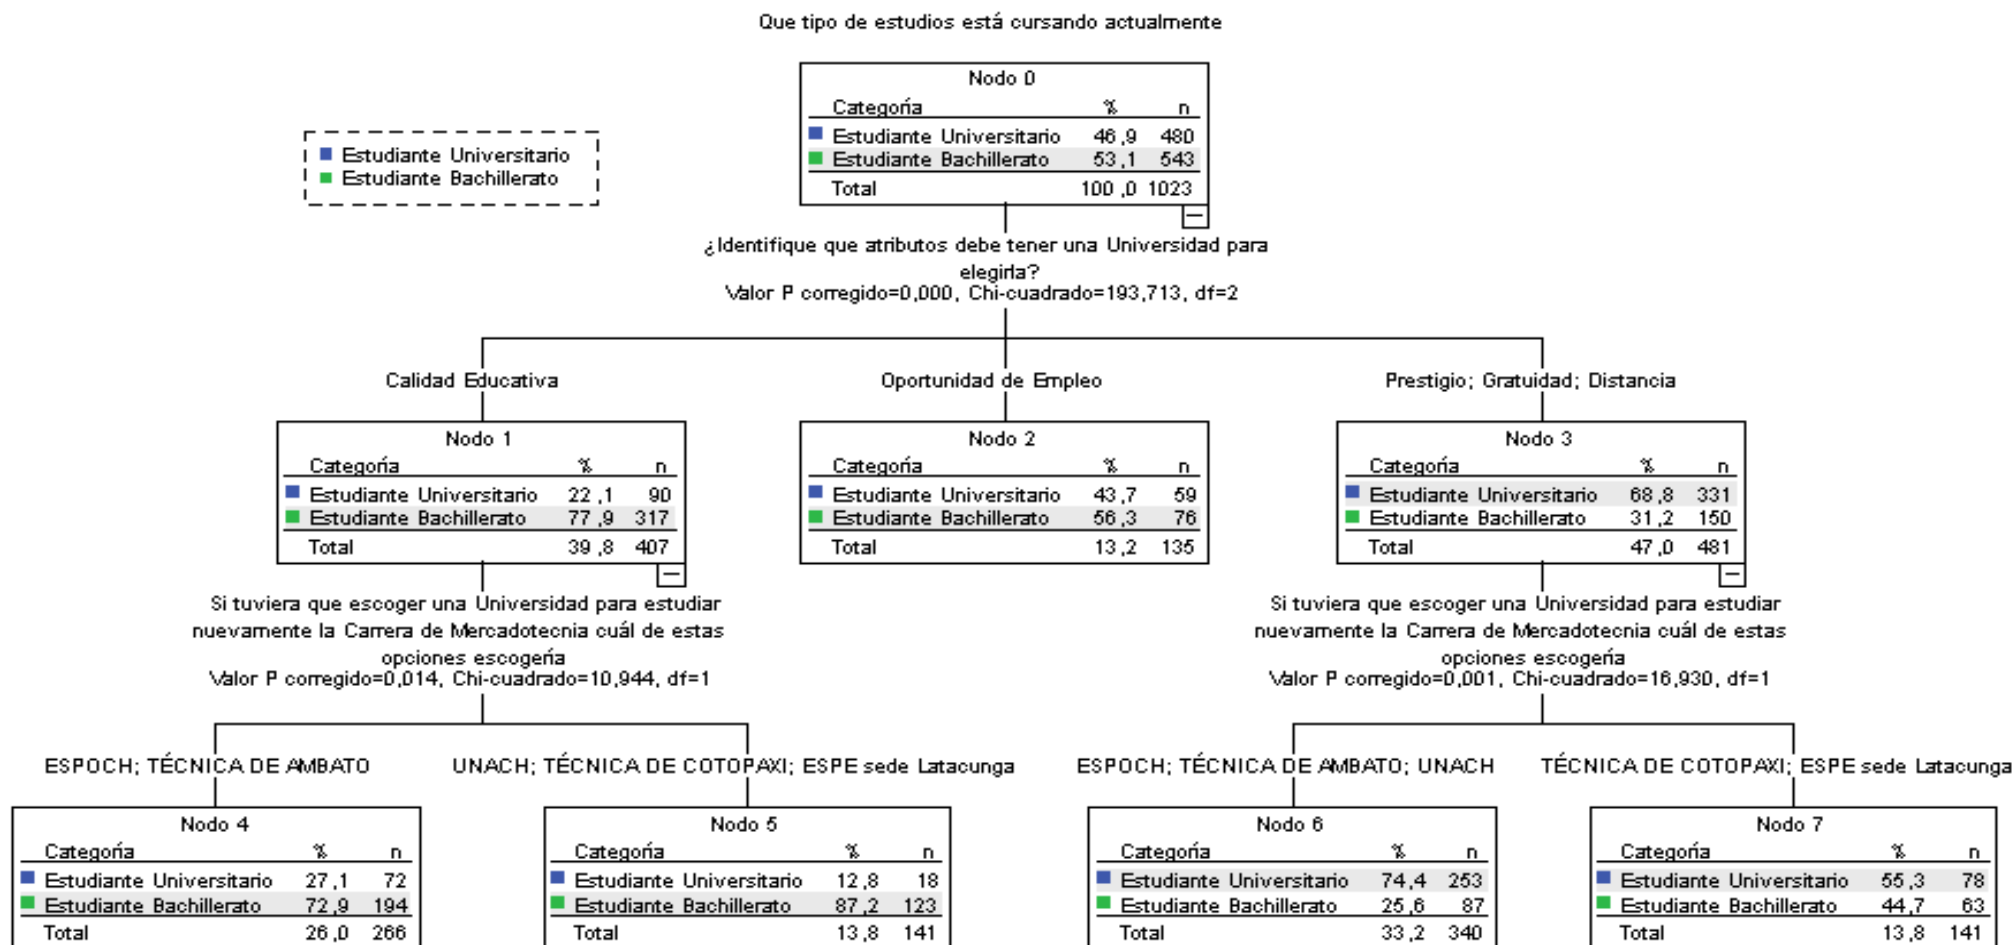 Que tipo de estudios está cursando actualmente
Nodo 0
Categoría % n
Estudiante Universitario 46,9 480
Estudiante Bachillerato 53,1 543
Total 100,0 1023
Estudiante Universitario
Estudiante Bachillerato
¿Identifique que atributos debe tener una Universidad para
elegirla?
Valor P corregido=0,000, Chi-cuadrado=193,713, df=2
Calidad Educativa
Oportunidad de Empleo
Prestigio; Gratuidad; Distancia
Nodo 1
Categoría % n
Estudiante Universitario 22,1 90
Estudiante Bachillerato 77,9 317
Total 39,8 407
Nodo 2
Categoría % n
Estudiante Universitario 43,7 59
Estudiante Bachillerato 56,3 76
Total 13,2 135
Nodo 3
Categoría % n
Estudiante Universitario 68,8 331
Estudiante Bachillerato 31,2 150
Total 47,0 481
Si tuviera que escoger una Universidad para estudiar
nuevamente la Carrera de Mercadotecnia cuál de estas
opciones escogería
Valor P corregido=0,014, Chi-cuadrado=10,944, df=1
Si tuviera que escoger una Universidad para estudiar
nuevamente la Carrera de Mercadotecnia cuál de estas
opciones escogería
Valor P corregido=0,001, Chi-cuadrado=16,930, df=1
ESPOCH; TÉCNICA DE AMBATO
UNACH; TÉCNICA DE COTOPAXI; ESPE sede Latacunga
ESPOCH; TÉCNICA DE AMBATO; UNACH
TÉCNICA DE COTOPAXI; ESPE sede Latacunga
Nodo 4
Categoría % n
Estudiante Universitario 27,1 72
Estudiante Bachillerato 72,9 194
Total 26,0 266
Nodo 5
Categoría % n
Estudiante Universitario 12,8 18
Estudiante Bachillerato 87,2 123
Total 13,8 141
Nodo 6
Categoría % n
Estudiante Universitario 74,4 253
Estudiante Bachillerato 25,6 87
Total 33,2 340
Nodo 7
Categoría % n
Estudiante Universitario 55,3 78
Estudiante Bachillerato 44,7 63
Total 13,8 141